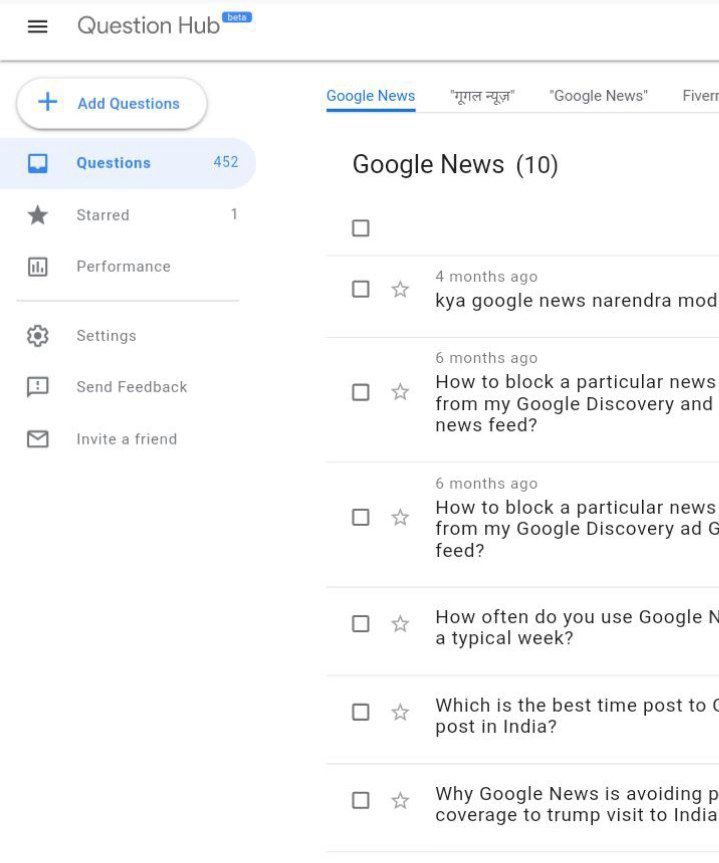 Question Hub beta
Add Questions
Questions 452
Starred 1
Performance
Settings
Send Feedback
Invite a friend
Google News "गूगल न्यूज़" "Google News"
Google News (10)
4 months ago
kya google news narendra
6 months ago
How to block a particular news
from my Google Discovery and
news feed?
6 months ago
How to block a particular news
from my Google Discovery ad
feed?
How often do you use Google
a typical week?
Which is the best time post to
post in India?
Why Google News is avoiding
coverage to trump visit to India